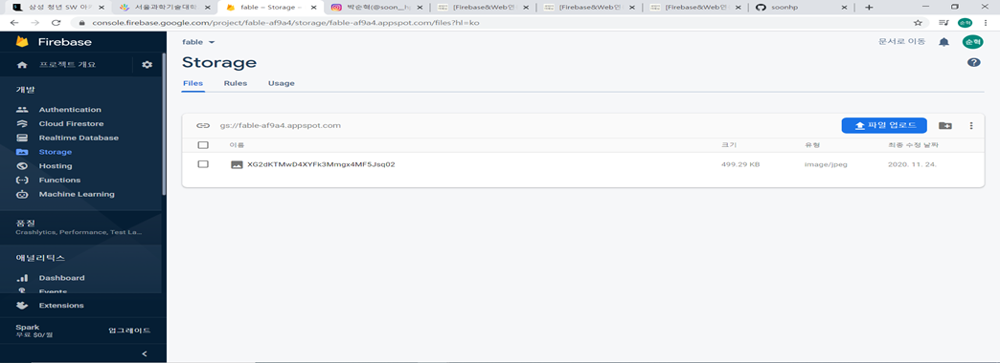 삼성 청년 SW 아카
서울과학기술대학
fable – Storage –
박순혁(@soon__h
[Firebase&Web인
[Firebase&Web인
[Firebase&Web인
soonhp
console.firebase.google.com/project/fable-af9a4/storage/fable-af9a4.appspot.com/files?hl=ko
순혁
Firebase
fable
문서로 이동
순혁
프로젝트 개요
Storage
개발
Files Rules Usage
Authentication
Cloud Firestore
Realtime Database
Storage
Hosting
Functions
Machine Learning
gs://fable-af9a4.appspot.com
파일 업로드
이름 크기 유형 최종 수정 날짜
XG2dKTMwD4XYFk3Mmgx4MF5Jsq02 499.29 KB image/jpeg 2020. 11. 24.
품질
Crashlytics, Performance, Test La...
애널리틱스
Dashboard
Events
Extensions
Spark
무료 $0/월
업그레이드